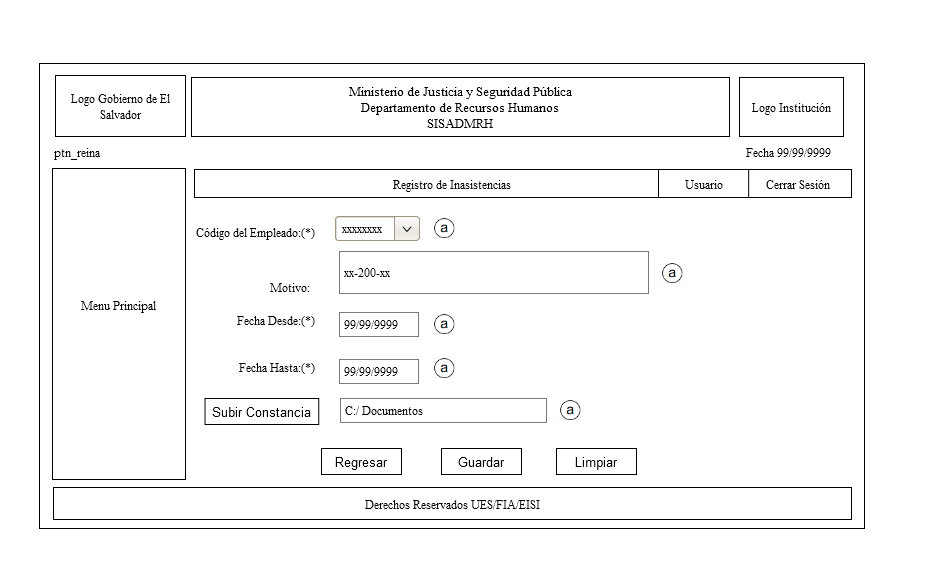 Logo Gobierno de El
Salvador
Ministerio de Justicia y Seguridad Pública
Departamento de Recursos Humanos
SISADMRH
Logo Institución
ptn_reina
Fecha 99/99/9999
Registro de Inasistencias
Usuario
Cerrar Sesión
Menu Principal
Código del Empleado:(*)
xxxxxxxx
a
Motivo:
xx-200-xx
a
Fecha Desde:(*)
99/99/9999
a
Fecha Hasta:(*)
99/99/9999
a
Subir Constancia
C:/ Documentos
a
Regresar
Guardar
Limpiar
Derechos Reservados UES/FIA/EISI